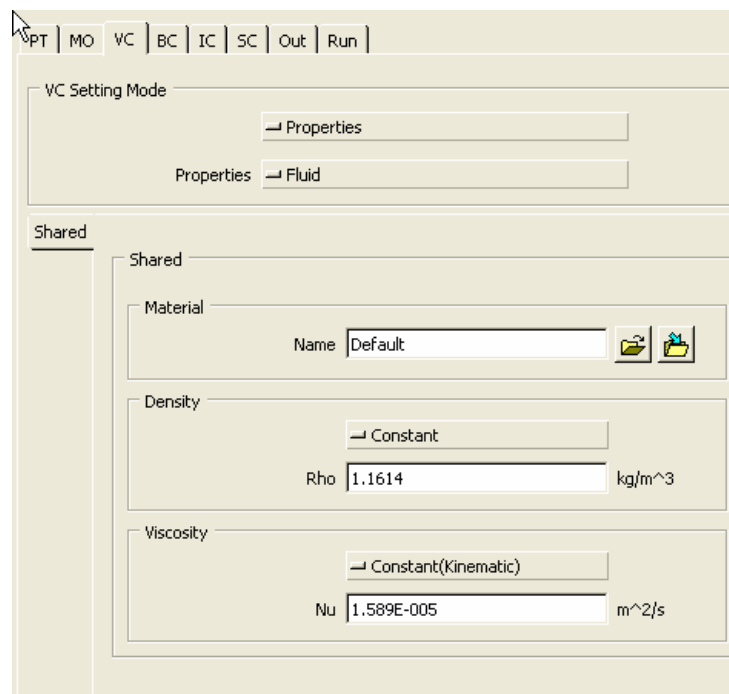 PT MO VC BC IC SC Out Run
VC Setting Mode
Properties
Properties Fluid
Shared
Shared
Material
Name Default
Density
Constant
Rho 1.1614 kg/m^3
Viscosity
Constant(Kinematic)
Nu 1.589E-005 m^2/s